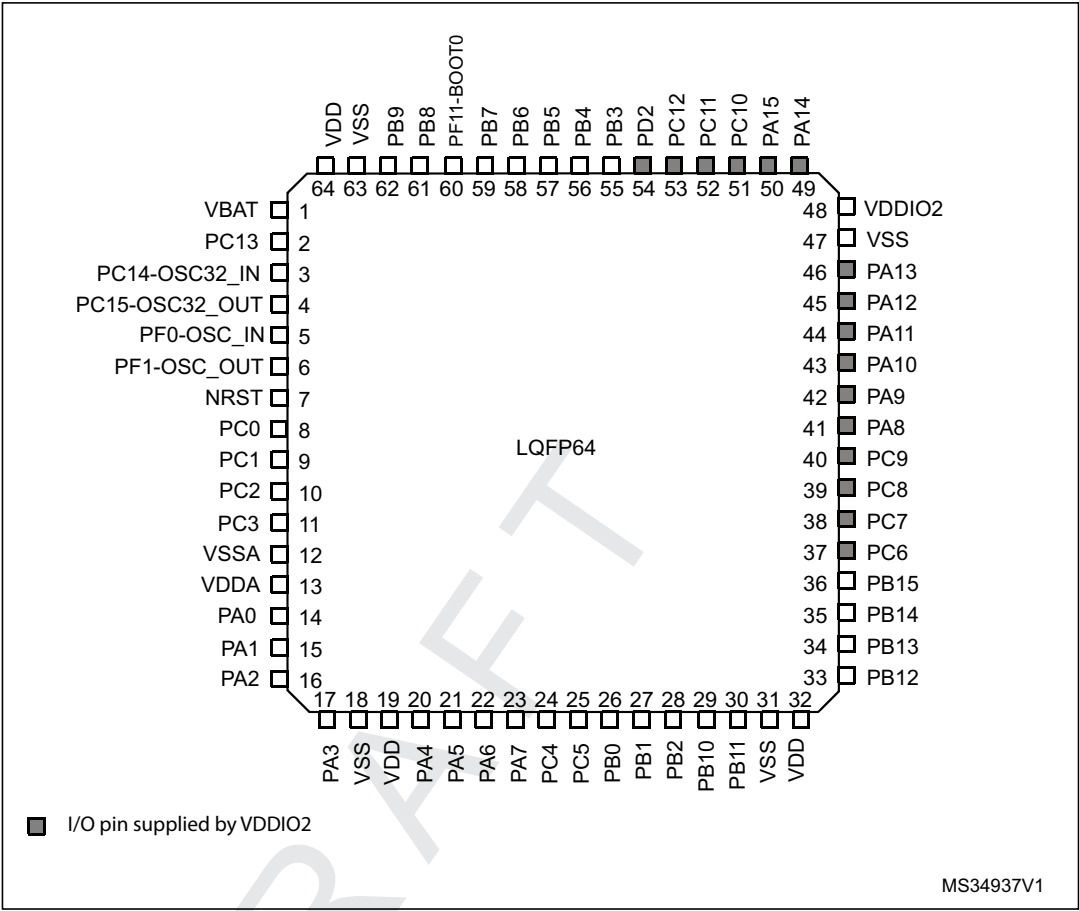 VDD
VSS
PB9
PB8
PF11-BOOT0
PB7
PB6
PB5
PB4
PB3
PD2
PC12
PC11
PC10
PA15
PA14
64 63 62 61 60 59 58 57 56 55 54 53 52 51 50 49
VBAT 1
PC13 2
PC14-OSC32_IN 3
PC15-OSC32_OUT 4
PF0-OSC_IN 5
PF1-OSC_OUT 6
NRST 7
PC0 8
PC1 9
PC2 10
PC3 11
VSSA 12
VDDA 13
PA0 14
PA1 15
PA2 16
LQFP64
48 VDDIO2
47 VSS
46 PA13
45 PA12
44 PA11
43 PA10
42 PA9
41 PA8
40 PC9
39 PC8
38 PC7
37 PC6
36 PB15
35 PB14
34 PB13
33 PB12
17 18 19 20 21 22 23 24 25 26 27 28 29 30 31 32
PA3
VSS
VDD
PA4
PA5
PA6
PA7
PC4
PC5
PB0
PB1
PB2
PB10
PB11
VSS
VDD
I/O pin supplied by VDDIO2
MS34937V1
RAFT